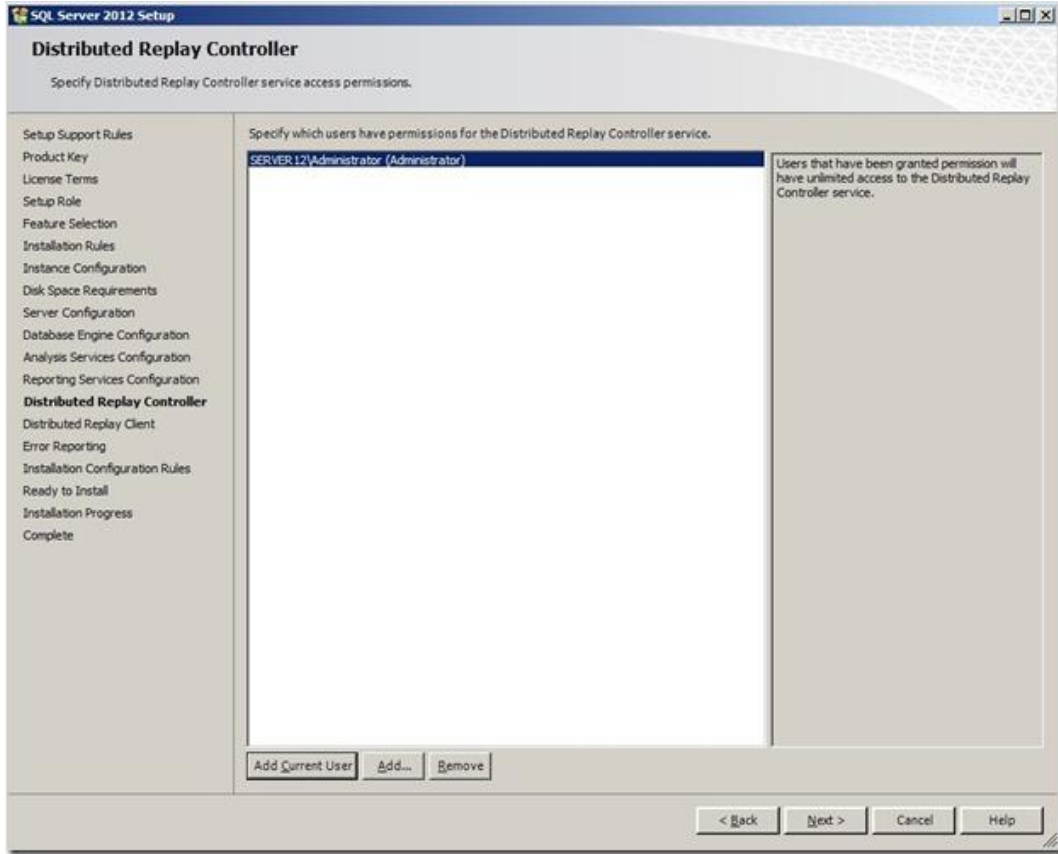 SQL Server 2012 Setup
Distributed Replay Controller
Specify Distributed Replay Controller service access permissions.
Setup Support Rules
Product Key
License Terms
Setup Role
Feature Selection
Installation Rules
Instance Configuration
Disk Space Requirements
Server Configuration
Database Engine Configuration
Analysis Services Configuration
Reporting Services Configuration
Distributed Replay Controller
Distributed Replay Client
Error Reporting
Installation Configuration Rules
Ready to Install
Installation Progress
Complete
Specify which users have permissions for the Distributed Replay Controller service.
SERVER12\Administrator (Administrator)
Users that have been granted permission will
have unlimited access to the Distributed Replay
Controller service.
Add Current User Add... Remove
< Back Next > Cancel Help